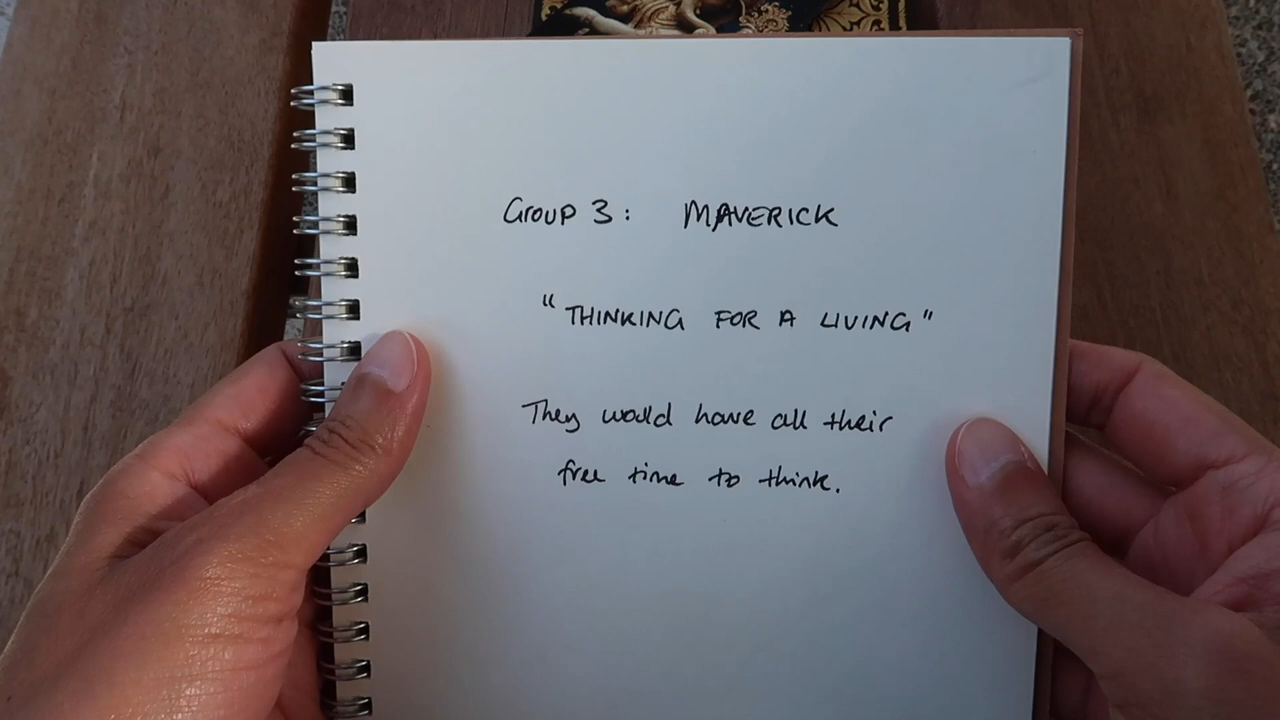 Group 3: MAVERICK
"THINKING FOR A LIVING"
They would have all their
free time to think.